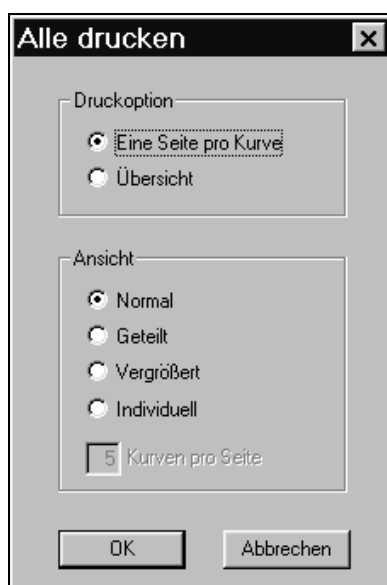 Alle drucken
Druckoption
Eine Seite pro Kurve
Übersicht
Ansicht
Normal
Geteilt
Vergrößert
Individuell
5 Kurven pro Seite
OK Abbrechen